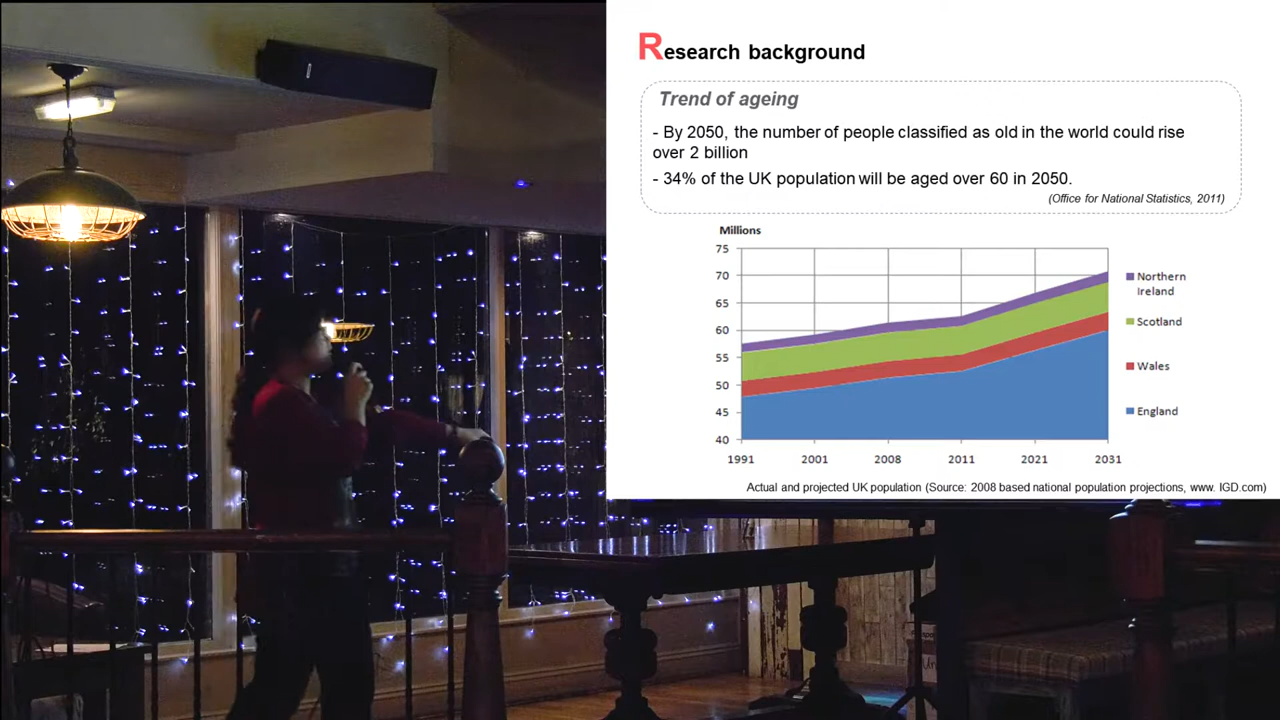 Research background
Trend of ageing
- By 2050, the number of people classified as old in the world could rise
over 2 billion
- 34% of the UK population will be aged over 60 in 2050.
(Office for National Statistics, 2011)
Millions
75
70
65
60
55
50
45
40
1991 2001 2008 2011 2021 2031
Northern
Ireland
Scotland
Wales
England
Actual and projected UK population (Source: 2008 based national population projections, www. IGD.com)